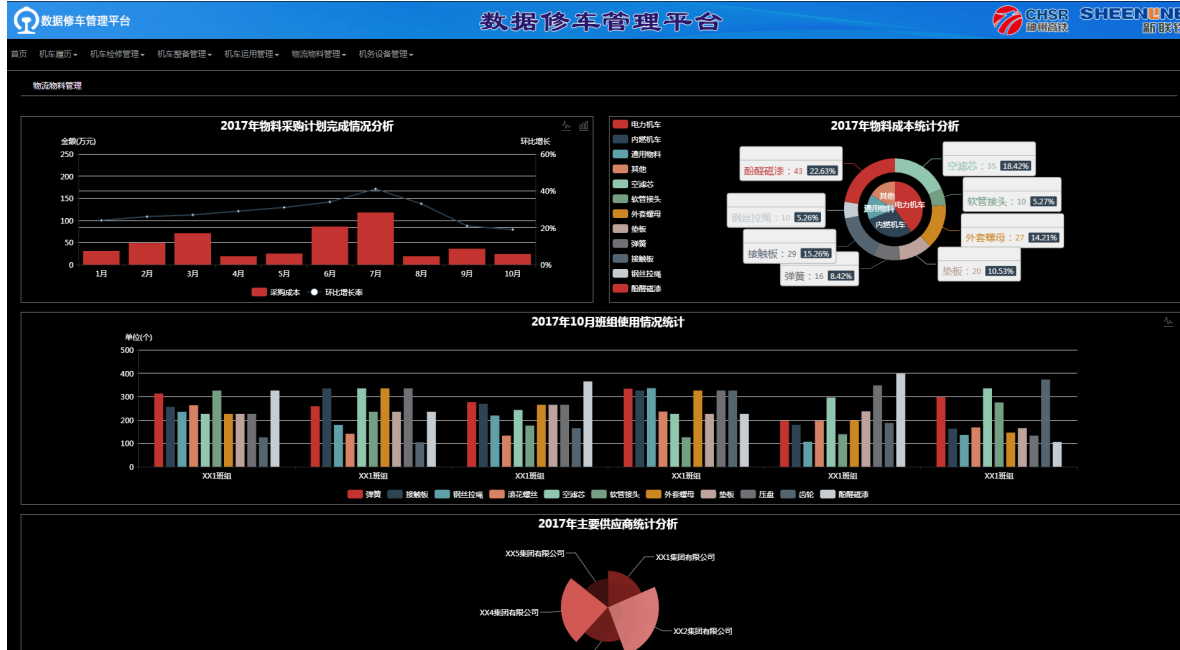 数据修车管理平台
数据修车管理平台
CHSR
神州高铁
SHEENLINE
新联铁
首页 机车履历 机车检修管理 机车整备管理 机车运用管理 物流物料管理 机务设备管理
物流物料管理
2017年物料采购计划完成情况分析
金额(万元)
环比增长
250
200
150
100
50
0
60%
40%
20%
0%
1月 2月 3月 4月 5月 6月 7月 8月 9月 10月
采购成本 环比增长率
2017年物料成本统计分析
电力机车
内燃机车
通用物料
其他
空滤芯
软管接头
外套螺母
垫板
弹簧
接触板
钢丝拉绳
酚醛磁漆
酚醛磁漆：43 22.63%
空滤芯：35 18.42%
钢丝拉绳：10 5.26%
软管接头：10 5.27%
接触板：29 15.26%
外套螺母：27 14.21%
弹簧：16 8.42%
垫板：20 10.53%
其他
电力机车
通用物料
内燃机车
2017年10月班组使用情况统计
单位(个)
500
400
300
200
100
0
XX1班组 XX1班组 XX1班组 XX1班组 XX1班组 XX1班组
弹簧 接触板 钢丝拉绳 滚花螺丝 空滤芯 软管接头 外套螺母 垫板 压盘 齿轮 酚醛磁漆
2017年主要供应商统计分析
XX5集团有限公司
XX1集团有限公司
XX4集团有限公司
XX2集团有限公司